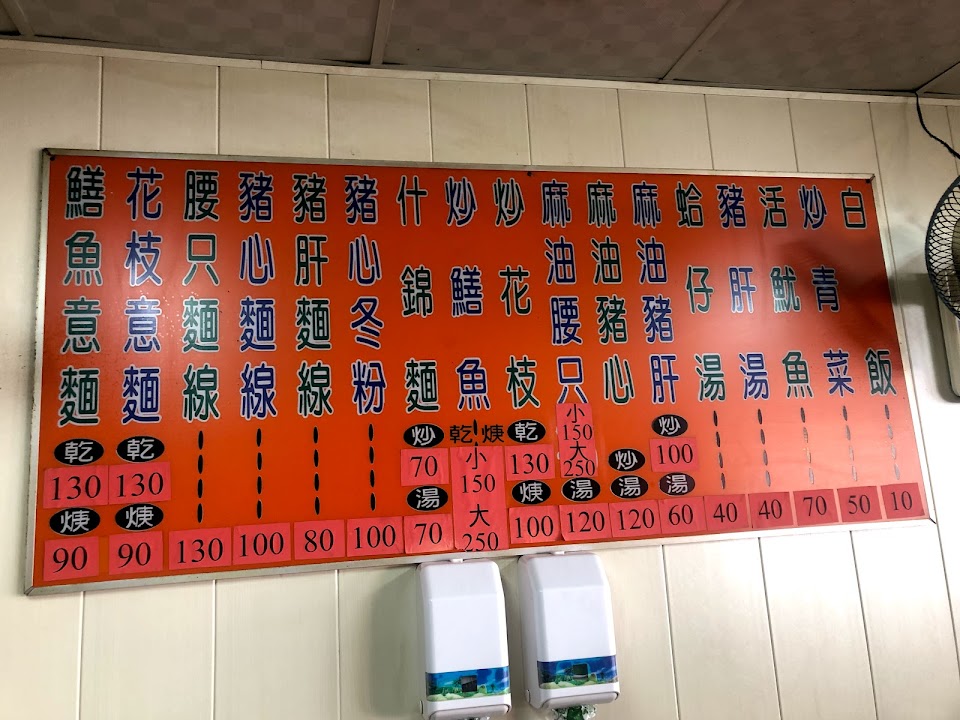 鱔魚意麵 乾 130 焿 90
花枝意麵 乾 130 焿 90
腰只麵線 130
豬心麵線 100
豬肝麵線 80
豬心冬粉 100
什錦麵 炒 70 湯 70
炒鱔魚 乾 焿 小 150 大 250
炒花枝 乾 130 焿 100
麻油腰只 小 150 大 250 湯 120
麻油豬心 炒 湯 120
麻油豬肝 炒 100 湯 60
蛤仔湯 40
豬肝湯 40
活魷魚 70
炒青菜 50
白飯 10